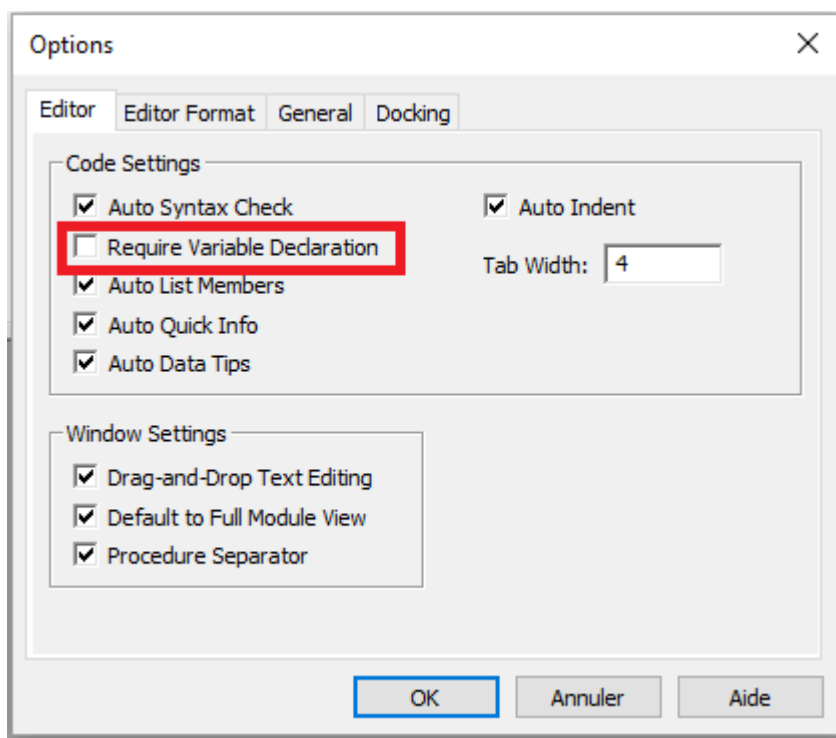 Options
Editor Editor Format General Docking
Code Settings
Auto Syntax Check Auto Indent
Require Variable Declaration Tab Width: 4
Auto List Members
Auto Quick Info
Auto Data Tips
Window Settings
Drag-and-Drop Text Editing
Default to Full Module View
Procedure Separator
OK Annuler Aide